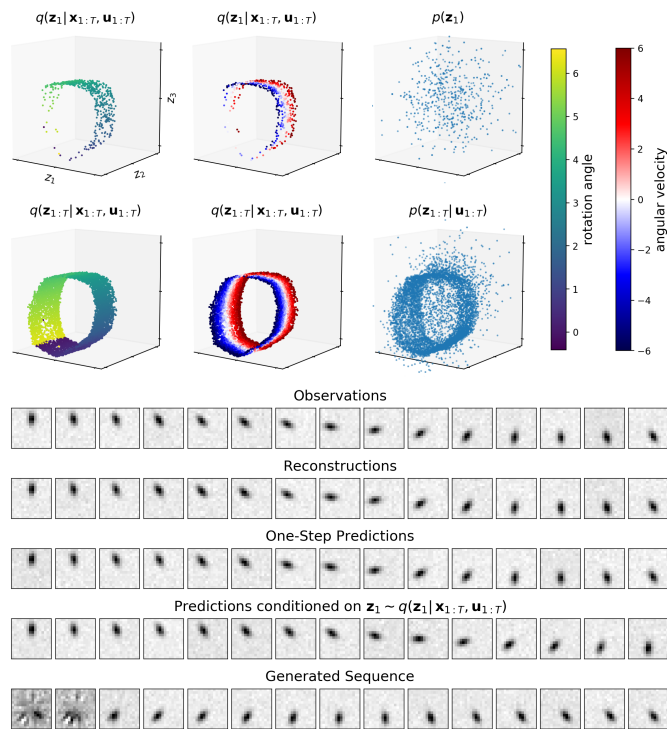 q(𝐳₁| 𝐱₁:T, 𝐮₁:T)
q(𝐳₁| 𝐱₁:T, 𝐮₁:T)
p(𝐳₁)
z₁
z₂
z₃
q(𝐳₁:T| 𝐱₁:T, 𝐮₁:T)
q(𝐳₁:T| 𝐱₁:T, 𝐮₁:T)
p(𝐳₁:T| 𝐮₁:T)
6
5
4
3
2
1
0
rotation angle
6
4
2
0
−2
−4
−6
angular velocity
Observations
Reconstructions
One-Step Predictions
Predictions conditioned on 𝐳₁ ~ q(𝐳₁| 𝐱₁:T, 𝐮₁:T)
Generated Sequence